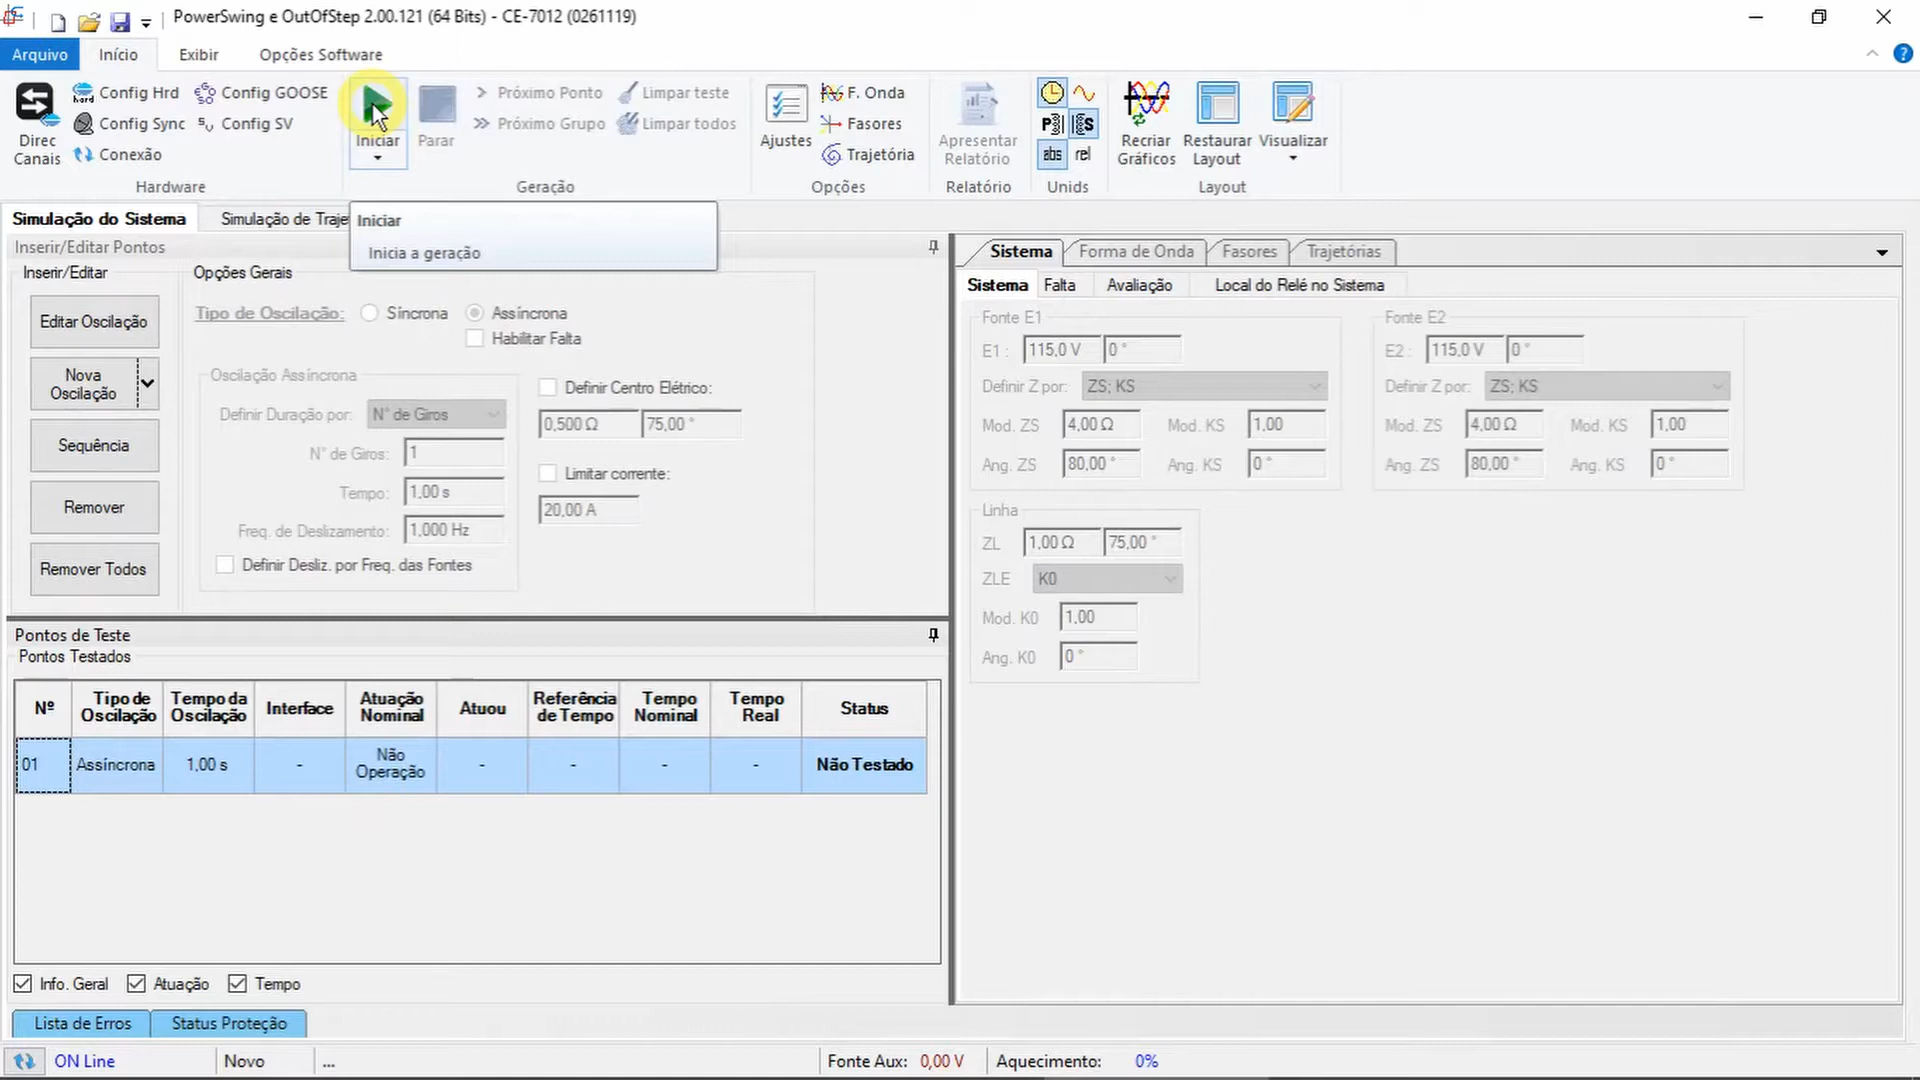 PowerSwing e OutOfStep 2.00.121 (64 Bits) - CE-7012 (0261119)
Arquivo
Início
Exibir
Opções Software
Direc
Canais
Config Hrd
Config Sync
Conexão
Config GOOSE
Config SV
Hardware
Iniciar
Parar
Próximo Ponto
Próximo Grupo
Limpar teste
Limpar todos
Geração
Ajustes
F. Onda
Fasores
Trajetória
Opções
Apresentar
Relatório
Relatório
abs
rel
Unids
Recriar
Gráficos
Restaurar
Layout
Visualizar
Layout
Simulação do Sistema
Simulação de Traje
Iniciar
Inicia a geração
Inserir/Editar Pontos
Inserir/Editar
Editar Oscilação
Nova
Oscilação
Sequência
Remover
Remover Todos
Opções Gerais
Tipo de Oscilação:
Síncrona
Assíncrona
Habilitar Falta
Oscilação Assíncrona
Definir Duração por:
N° de Giros
N° de Giros:
1
Tempo:
1,00 s
Freq. de Deslizamento:
1,000 Hz
Definir Desliz. por Freq. das Fontes
Definir Centro Elétrico:
0,500 Ω
75,00 °
Limitar corrente:
20,00 A
Pontos de Teste
Pontos Testados
Nº
Tipo de
Oscilação
Tempo da
Oscilação
Interface
Atuação
Nominal
Atuou
Referência
de Tempo
Tempo
Nominal
Tempo
Real
Status
01
Assíncrona
1,00 s
-
Não
Operação
-
-
-
-
Não Testado
Info. Geral
Atuação
Tempo
Lista de Erros
Status Proteção
Sistema
Forma de Onda
Fasores
Trajetórias
Sistema
Falta
Avaliação
Local do Relé no Sistema
Fonte E1
E1 :
115,0 V
0 °
Definir Z por:
ZS; KS
Mod. ZS
4,00 Ω
Mod. KS
1,00
Ang. ZS
80,00 °
Ang. KS
0 °
Fonte E2
E2 :
115,0 V
0 °
Definir Z por:
ZS; KS
Mod. ZS
4,00 Ω
Mod. KS
1,00
Ang. ZS
80,00 °
Ang. KS
0 °
Linha
ZL
1,00 Ω
75,00 °
ZLE
K0
Mod. K0
1,00
Ang. K0
0 °
ON Line
Novo
...
Fonte Aux:
0,00 V
Aquecimento:
0%